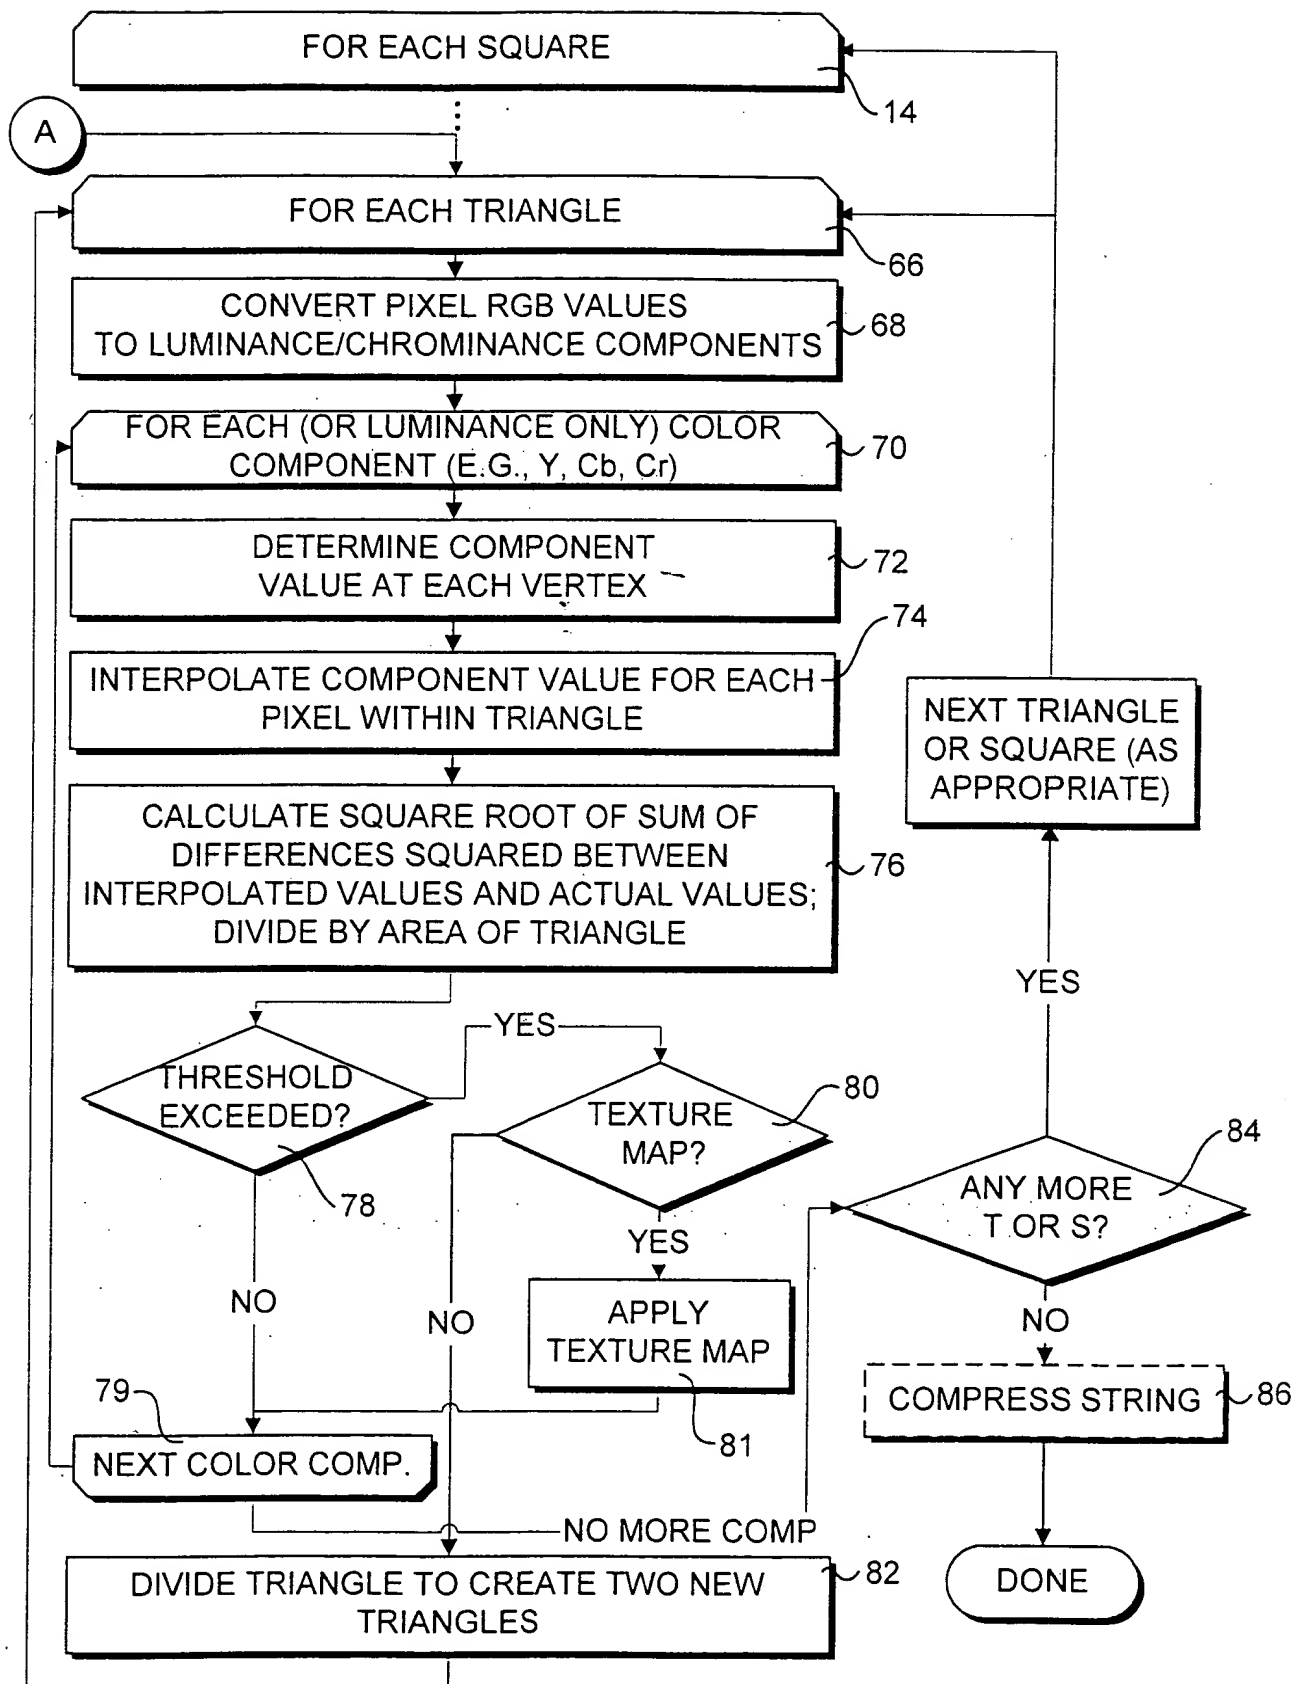 FOR EACH SQUARE
14
A
FOR EACH TRIANGLE
66
CONVERT PIXEL RGB VALUES
TO LUMINANCE/CHROMINANCE COMPONENTS
68
FOR EACH (OR LUMINANCE ONLY) COLOR
COMPONENT (E.G., Y, Cb, Cr)
70
DETERMINE COMPONENT
VALUE AT EACH VERTEX
72
74
INTERPOLATE COMPONENT VALUE FOR EACH
PIXEL WITHIN TRIANGLE
NEXT TRIANGLE
OR SQUARE (AS
APPROPRIATE)
CALCULATE SQUARE ROOT OF SUM OF
DIFFERENCES SQUARED BETWEEN
INTERPOLATED VALUES AND ACTUAL VALUES;
DIVIDE BY AREA OF TRIANGLE
76
YES
YES
THRESHOLD
EXCEEDED?
78
80
TEXTURE
MAP?
84
ANY MORE
T OR S?
YES
NO
NO
APPLY
TEXTURE MAP
81
NO
COMPRESS STRING
86
79
NEXT COLOR COMP.
NO MORE COMP
DIVIDE TRIANGLE TO CREATE TWO NEW
TRIANGLES
82
DONE